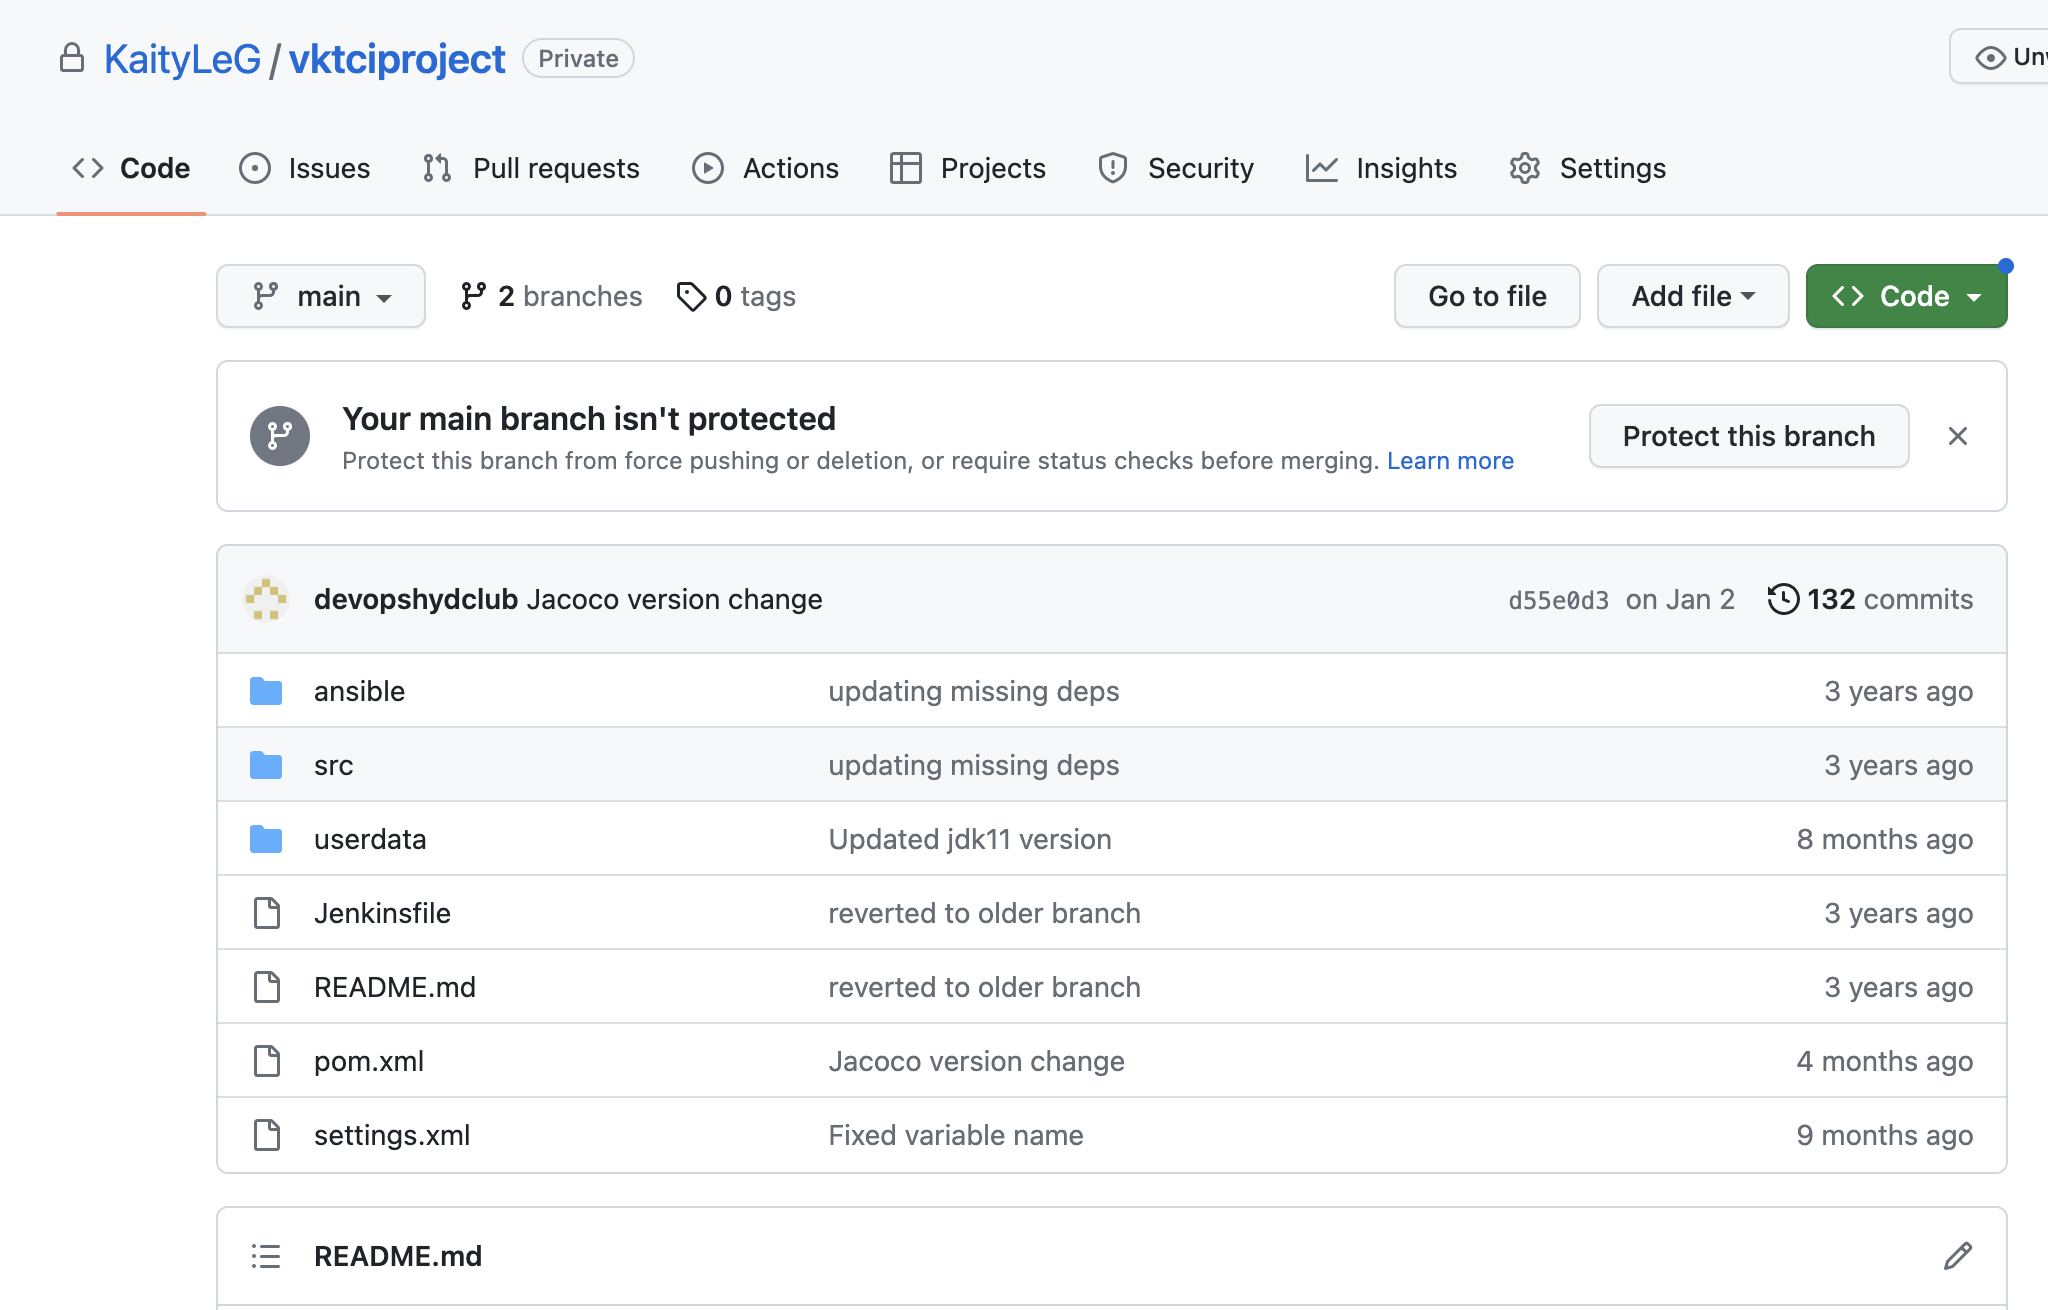 KaityLeG / vktciproject Private
Code Issues Pull requests Actions Projects Security Insights Settings
main 2 branches 0 tags Go to file Add file Code
Your main branch isn't protected
Protect this branch from force pushing or deletion, or require status checks before merging. Learn more
Protect this branch
devopshydclub Jacoco version change d55e0d3 on Jan 2 132 commits
ansible updating missing deps 3 years ago
src updating missing deps 3 years ago
userdata Updated jdk11 version 8 months ago
Jenkinsfile reverted to older branch 3 years ago
README.md reverted to older branch 3 years ago
pom.xml Jacoco version change 4 months ago
settings.xml Fixed variable name 9 months ago
README.md